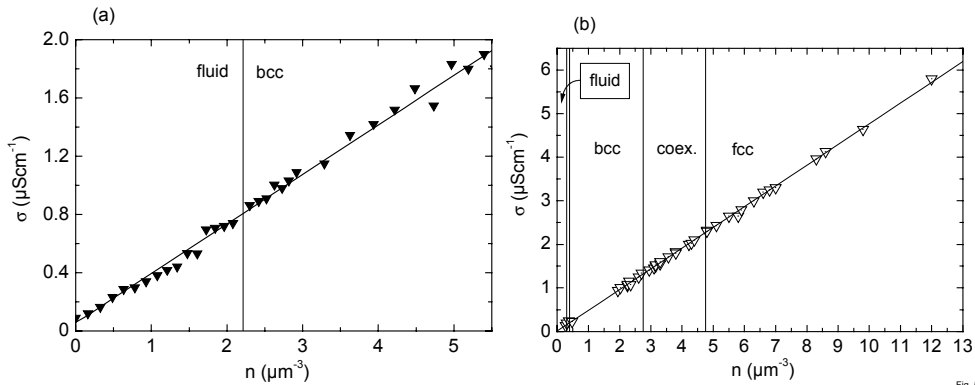 (a)
2.0
1.6
1.2
0.8
0.4
0.0
σ (µScm⁻¹)
fluid
bcc
0 1 2 3 4 5
n (µm⁻³)
(b)
6
5
4
3
2
1
0
σ (µScm⁻¹)
fluid
bcc
coex.
fcc
0 1 2 3 4 5 6 7 8 9 10 11 12 13
n (µm⁻³)